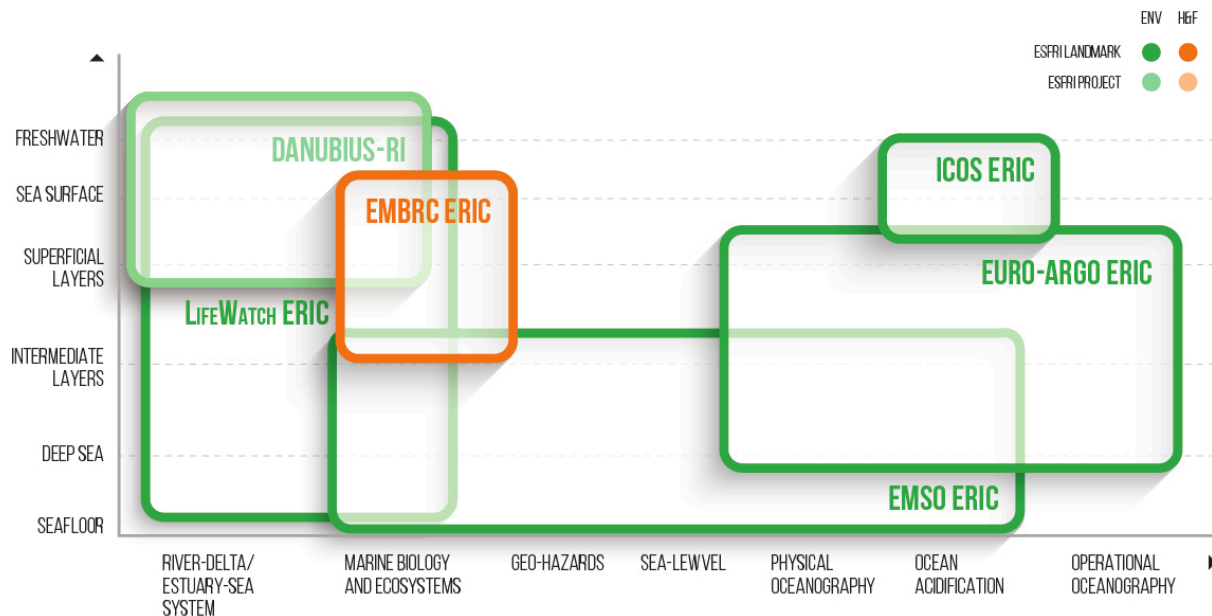 ENV H&F
ESFRI LANDMARK
ESFRI PROJECT
FRESHWATER
SEA SURFACE
SUPERFICIAL
LAYERS
INTERMEDIATE
LAYERS
DEEP SEA
SEAFLOOR
DANUBIUS-RI
EMBRC ERIC
LIFEWATCH ERIC
ICOS ERIC
EURO-ARGO ERIC
EMSO ERIC
RIVER-DELTA/
ESTUARY-SEA
SYSTEM
MARINE BIOLOGY
AND ECOSYSTEMS
GEO-HAZARDS
SEA-LEWVEL
PHYSICAL
OCEANOGRAPHY
OCEAN
ACIDIFICATION
OPERATIONAL
OCEANOGRAPHY